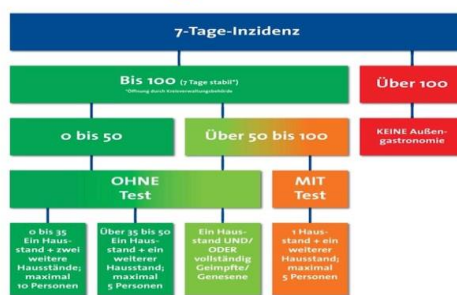 7-Tage-Inzidenz
Bis 100 (7 Tage stabil*)
*Öffnung durch Kreisverwaltungsbehörde
Über 100
0 bis 50
Über 50 bis 100
KEINE Außen-
gastronomie
OHNE
Test
MIT
Test
0 bis 35
Ein Haus-
stand + zwei
weitere
Hausstände;
maximal
10 Personen
Über 35 bis 50
Ein Haus-
stand + ein
weiterer
Hausstand;
maximal
5 Personen
Ein Haus-
stand UND/
ODER
vollständig
Geimpfte/
Genesene
1 Haus-
stand + ein
weiterer
Hausstand;
maximal
5 Personen